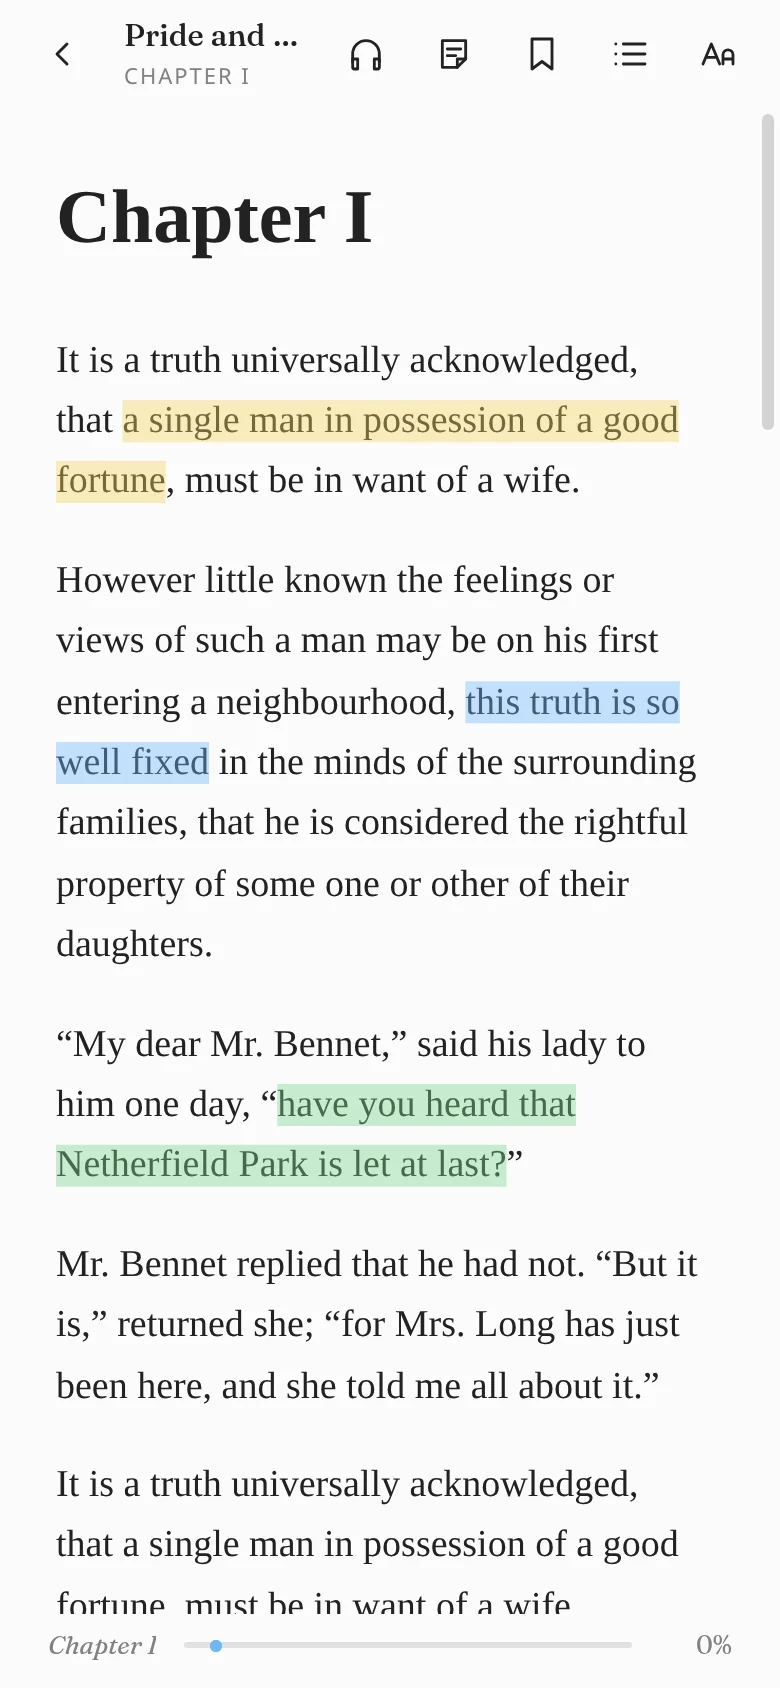 Pride and ...
CHAPTER I
Aa
Chapter I
It is a truth universally acknowledged,
that a single man in possession of a good
fortune, must be in want of a wife.
However little known the feelings or
views of such a man may be on his first
entering a neighbourhood, this truth is so
well fixed in the minds of the surrounding
families, that he is considered the rightful
property of some one or other of their
daughters.
“My dear Mr. Bennet,” said his lady to
him one day, “have you heard that
Netherfield Park is let at last?”
Mr. Bennet replied that he had not. “But it
is,” returned she; “for Mrs. Long has just
been here, and she told me all about it.”
It is a truth universally acknowledged,
that a single man in possession of a good
fortune, must be in want of a wife
Chapter I
0%